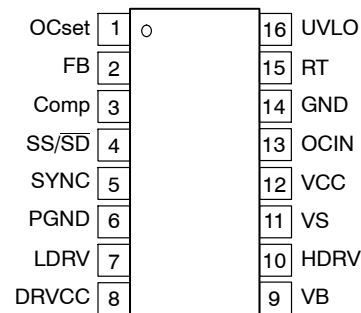 OCset 1 16 UVLO
FB 2 15 RT
Comp 3 14 GND
SS/SD 4 13 OCIN
SYNC 5 12 VCC
PGND 6 11 VS
LDRV 7 10 HDRV
DRVCC 8 9 VB